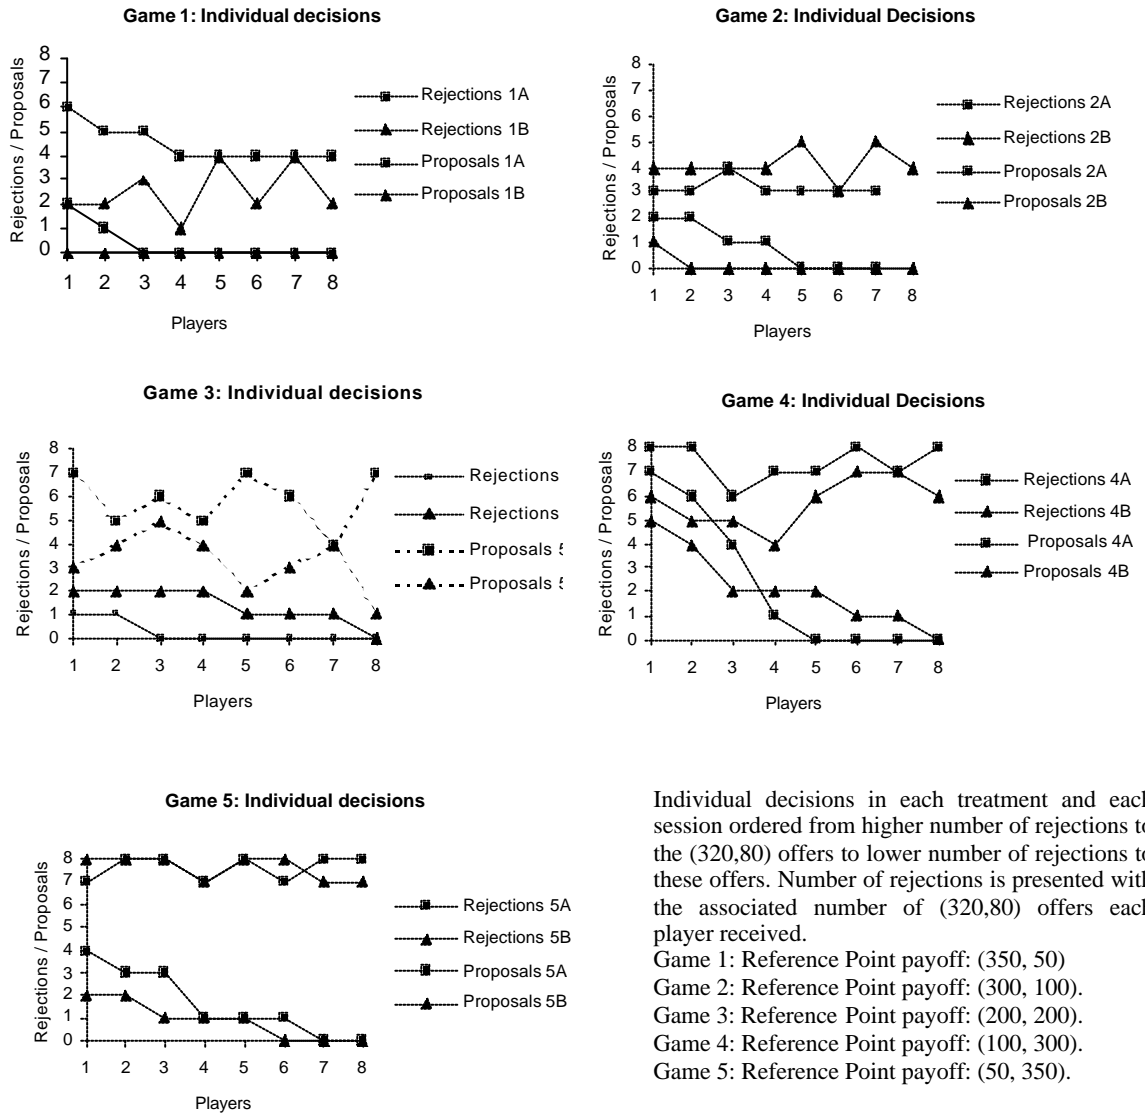 Game 1: Individual decisions
Rejections / Proposals
8
7
6
5
4
3
2
1
0
1 2 3 4 5 6 7 8
Players
Rejections 1A
Rejections 1B
Proposals 1A
Proposals 1B
Game 2: Individual Decisions
Rejections / Proposals
8
7
6
5
4
3
2
1
0
1 2 3 4 5 6 7 8
Players
Rejections 2A
Rejections 2B
Proposals 2A
Proposals 2B
Game 3: Individual decisions
Rejections / Proposals
8
7
6
5
4
3
2
1
0
1 2 3 4 5 6 7 8
Players
Rejections
Rejections
Proposals
Proposals
Game 4: Individual Decisions
Rejections / Proposals
8
7
6
5
4
3
2
1
0
1 2 3 4 5 6 7 8
Players
Rejections 4A
Rejections 4B
Proposals 4A
Proposals 4B
Game 5: Individual decisions
Rejections / Proposals
8
7
6
5
4
3
2
1
0
1 2 3 4 5 6 7 8
Players
Rejections 5A
Rejections 5B
Proposals 5A
Proposals 5B
Individual decisions in each treatment and each
session ordered from higher number of rejections to
the (320,80) offers to lower number of rejections to
these offers. Number of rejections is presented with
the associated number of (320,80) offers each
player received.
Game 1: Reference Point payoff: (350, 50)
Game 2: Reference Point payoff: (300, 100).
Game 3: Reference Point payoff: (200, 200).
Game 4: Reference Point payoff: (100, 300).
Game 5: Reference Point payoff: (50, 350).